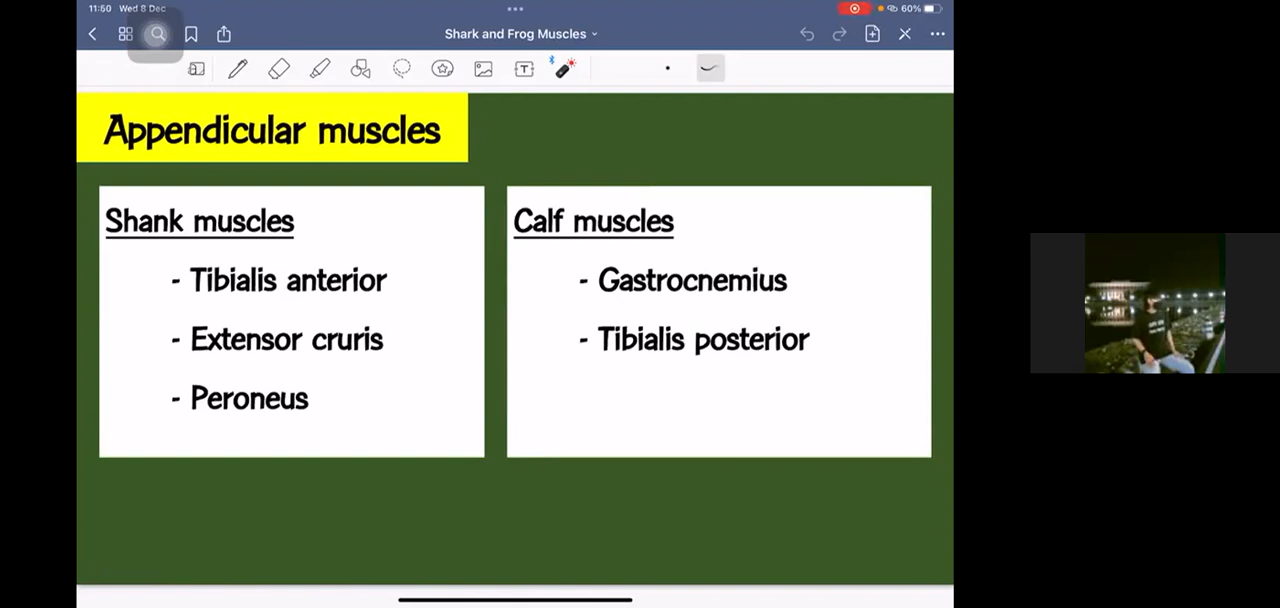 11:50 Wed 8 Dec
60%
Shark and Frog Muscles
T
Appendicular muscles
Shank muscles
- Tibialis anterior
- Extensor cruris
- Peroneus
Calf muscles
- Gastrocnemius
- Tibialis posterior